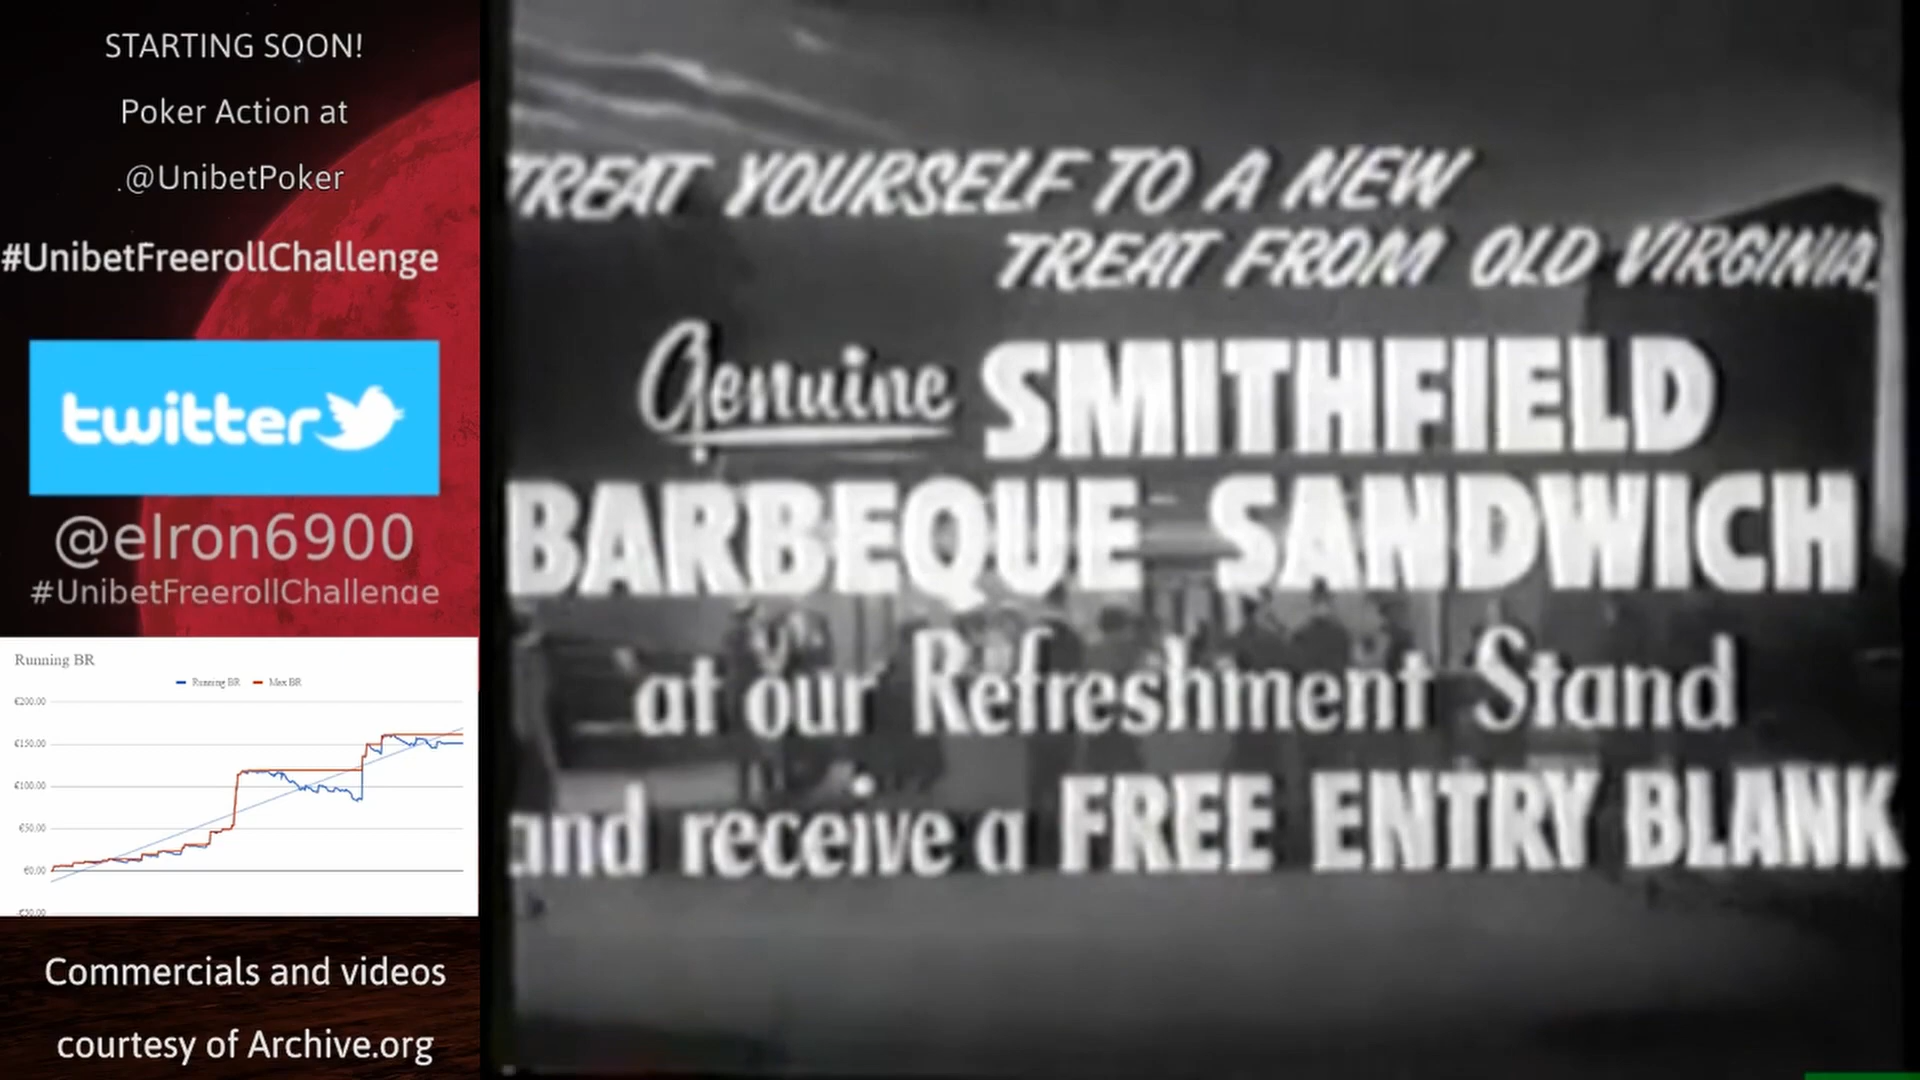 STARTING SOON!
Poker Action at
.@UnibetPoker
#UnibetFreerollChallenge
twitter
@elron6900
#UnibetFreerollChallenge
Running BR
Running BR
Max BR
€200.00
€150.00
€100.00
€50.00
€0.00
-€50.00
Commercials and videos
courtesy of Archive.org
TREAT YOURSELF TO A NEW
TREAT FROM OLD VIRGINIA.
Genuine SMITHFIELD
BARBEQUE SANDWICH
at our Refreshment Stand
and receive a FREE ENTRY BLANK